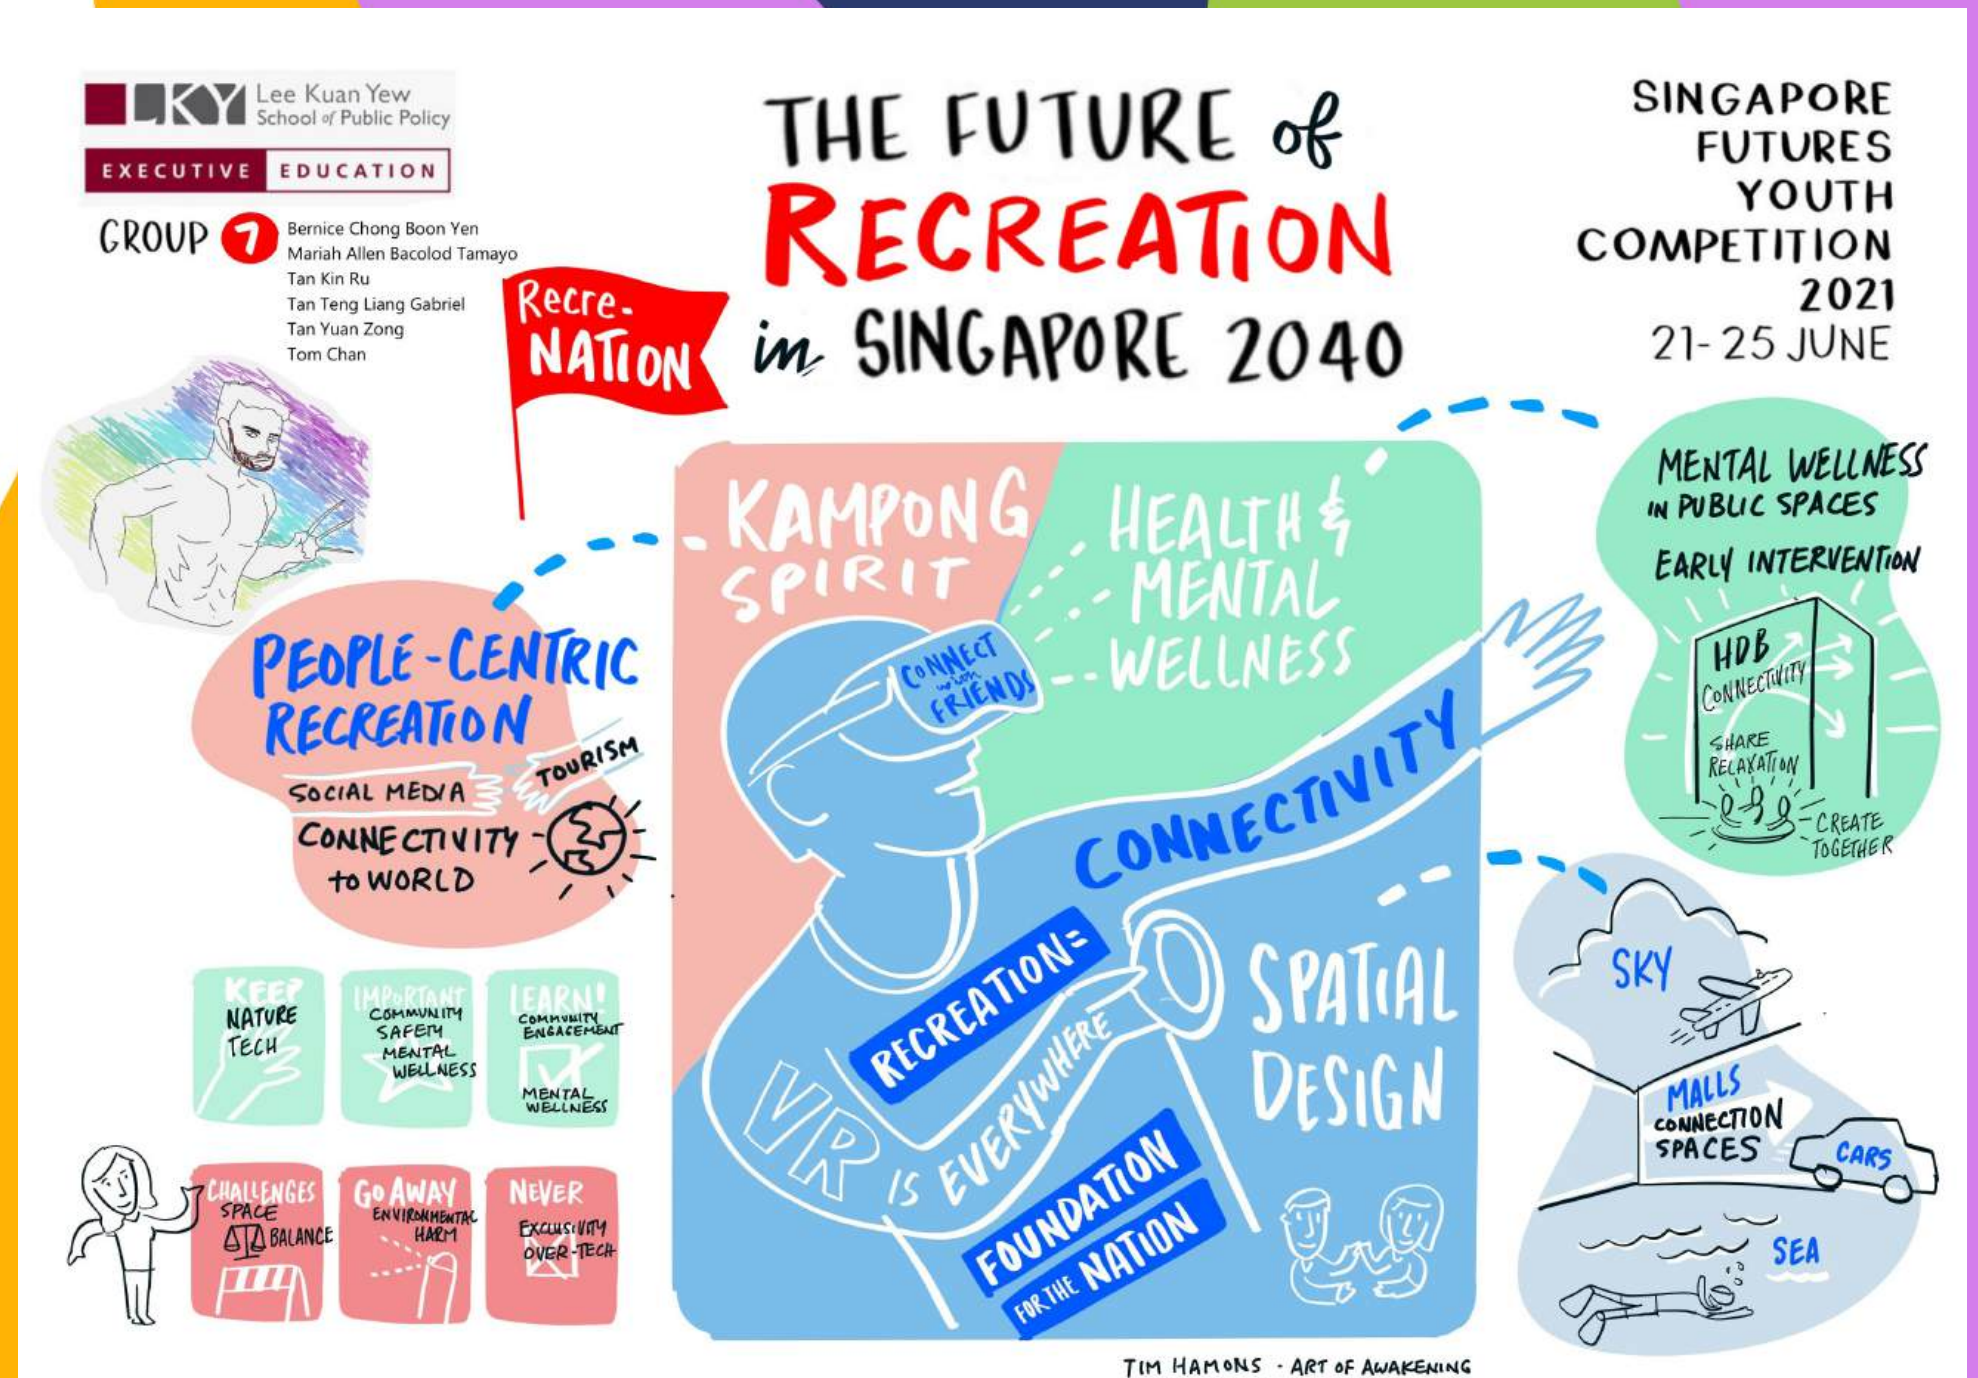 LKY Lee Kuan Yew
School of Public Policy
EXECUTIVE EDUCATION
GROUP 7
Bernice Chong Boon Yen
Mariah Allen Bacolod Tamayo
Tan Kin Ru
Tan Teng Liang Gabriel
Tan Yuan Zong
Tom Chan
Recre-
NATION
THE FUTURE of
RECREATION
in SINGAPORE 2040
SINGAPORE
FUTURES
YOUTH
COMPETITION
2021
21-25 JUNE
PEOPLE-CENTRIC
RECREATION
SOCIAL MEDIA
TOURISM
CONNECTIVITY
to WORLD
KAMPONG
SPIRIT
HEALTH &
MENTAL
WELLNESS
CONNECT
with
FRIENDS
CONNECTIVITY
RECREATION=
VR IS EVERYWHERE
FOUNDATION
FOR THE NATION
SPATIAL
DESIGN
MENTAL WELLNESS
IN PUBLIC SPACES
EARLY INTERVENTION
HDB
CONNECTIVITY
SHARE
RELAXATION
CREATE
TOGETHER
SKY
MALLS
CONNECTION
SPACES
CARS
SEA
KEEP
NATURE
TECH
IMPORTANT
COMMUNITY
SAFETY
MENTAL
WELLNESS
LEARN!
COMMUNITY
ENGAGEMENT
MENTAL
WELLNESS
CHALLENGES
SPACE
BALANCE
GO AWAY
ENVIRONMENTAL
HARM
NEVER
EXCLUSIVITY
OVER-TECH
TIM HAMONS - ART OF AWAKENING